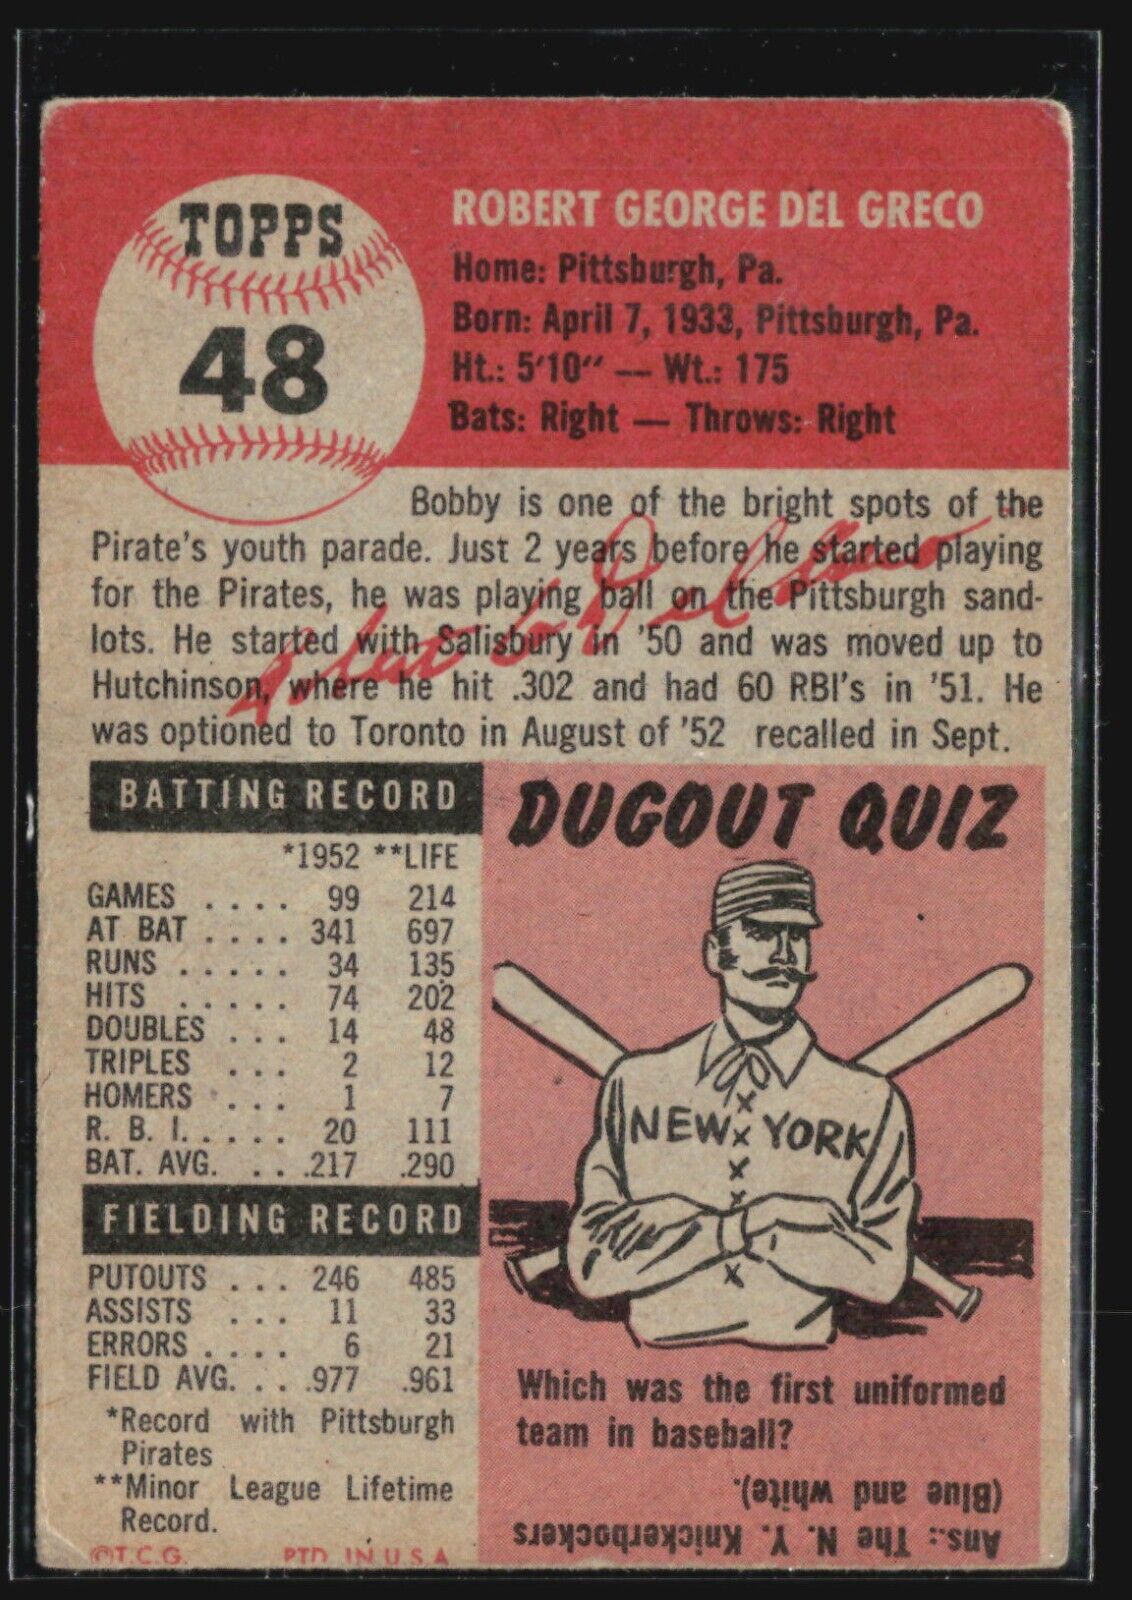 TOPPS
48
ROBERT GEORGE DEL GRECO
Home: Pittsburgh, Pa.
Born: April 7, 1933, Pittsburgh, Pa.
Ht.: 5'10" — Wt.: 175
Bats: Right — Throws: Right
Bobby is one of the bright spots of the
Pirate's youth parade. Just 2 years before he started playing
for the Pirates, he was playing ball on the Pittsburgh sand-
lots. He started with Salisbury in '50 and was moved up to
Hutchinson, where he hit .302 and had 60 RBI's in '51. He
was optioned to Toronto in August of '52 recalled in Sept.
BATTING RECORD
*1952 **LIFE
GAMES . . . . 99 214
AT BAT . . . . 341 697
RUNS . . . . . 34 135
HITS . . . . . 74 202
DOUBLES . . . 14 48
TRIPLES . . . 2 12
HOMERS . . . 1 7
R. B. I. . . . . 20 111
BAT. AVG. . . . .217 .290
FIELDING RECORD
PUTOUTS . . . 246 485
ASSISTS . . . 11 33
ERRORS . . . . 6 21
FIELD AVG. . . .977 .961
*Record with Pittsburgh
Pirates
**Minor League Lifetime
Record.
©T.C.G. PTD. IN U.S.A
DUGOUT QUIZ
NEW YORK
Which was the first uniformed
team in baseball?
Ans.: The N. Y. Knickerbockers
(Blue and white).